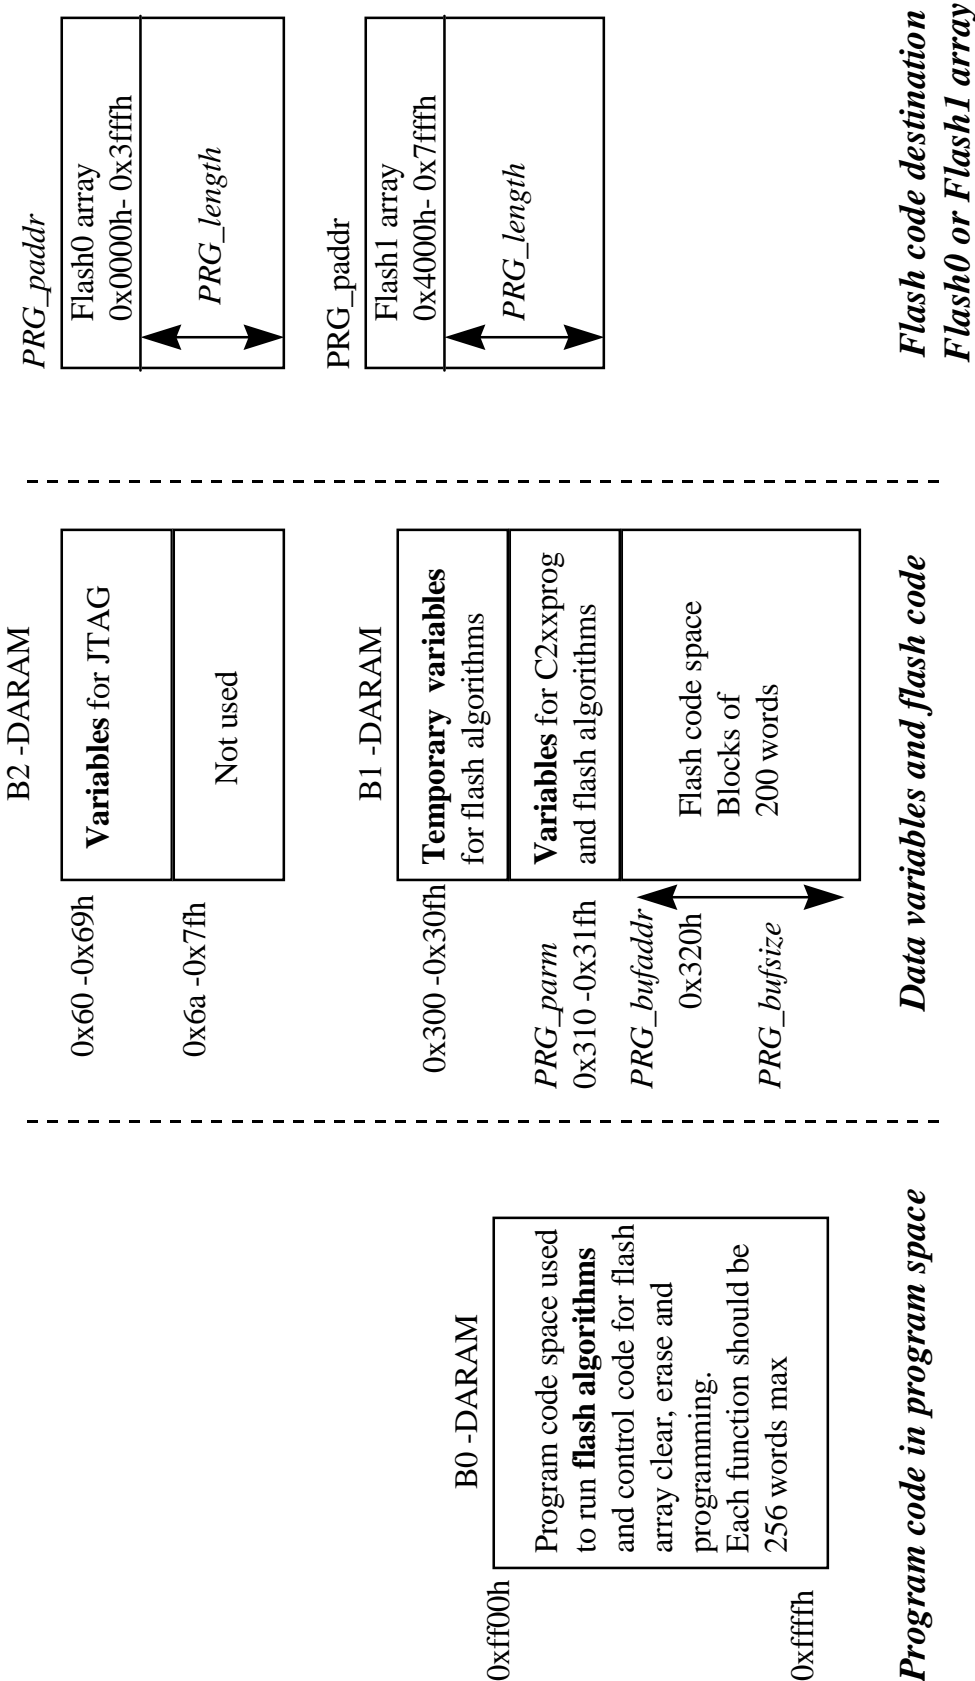 B0 -DARAM
0xff00h
Program code space used
to run flash algorithms
and control code for flash
array clear, erase and
programming.
Each function should be
256 words max
0xffffh
Program code in program space
B2 -DARAM
0x60 -0x69h
Variables for JTAG
0x6a -0x7fh
Not used
B1 -DARAM
0x300 -0x30fh
Temporary variables
for flash algorithms
PRG_parm
0x310 -0x31fh
Variables for C2xxprog
and flash algorithms
PRG_bufaddr
0x320h
PRG_bufsize
Flash code space
Blocks of
200 words
Data variables and flash code
PRG_paddr
Flash0 array
0x0000h- 0x3fffh
PRG_length
PRG_paddr
Flash1 array
0x4000h- 0x7fffh
PRG_length
Flash code destination
Flash0 or Flash1 array